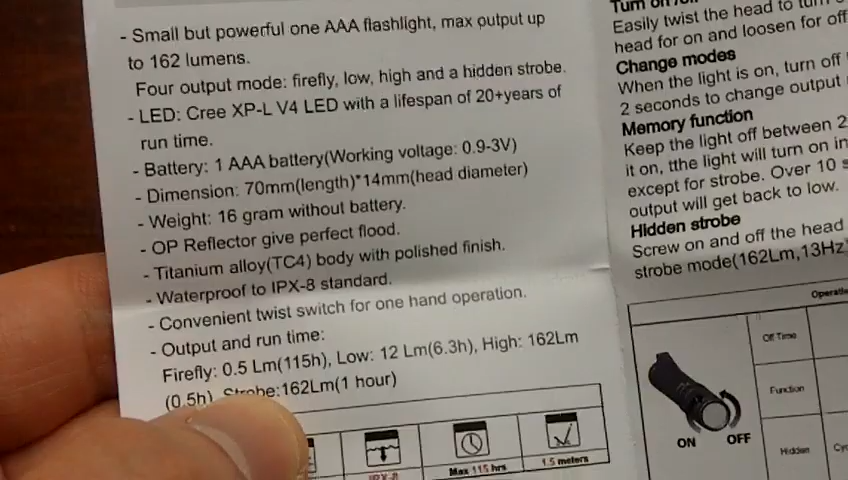 - Small but powerful one AAA flashlight, max output up
to 162 lumens.
Four output mode: firefly, low, high and a hidden strobe.
- LED: Cree XP-L V4 LED with a lifespan of 20+years of
run time.
- Battery: 1 AAA battery(Working voltage: 0.9-3V)
- Dimension: 70mm(length)*14mm(head diameter)
- Weight: 16 gram without battery.
- OP Reflector give perfect flood.
- Titanium alloy(TC4) body with polished finish.
- Waterproof to IPX-8 standard.
- Convenient twist switch for one hand operation.
- Output and run time:
Firefly: 0.5 Lm(115h), Low: 12 Lm(6.3h), High: 162Lm
(0.5h) Strobe:162Lm(1 hour)
IPX-8
Max 115 hrs
1.5 meters
Turn on/off
Easily twist the head to turn
head for on and loosen for off
Change modes
When the light is on, turn off
2 seconds to change output
Memory function
Keep the light off between 2
it on, tthe light will turn on in
except for strobe. Over 10
output will get back to low.
Hidden strobe
Screw on and off the head
strobe mode(162Lm,13Hz)
ON
OFF
Off Time
Function
Hidden